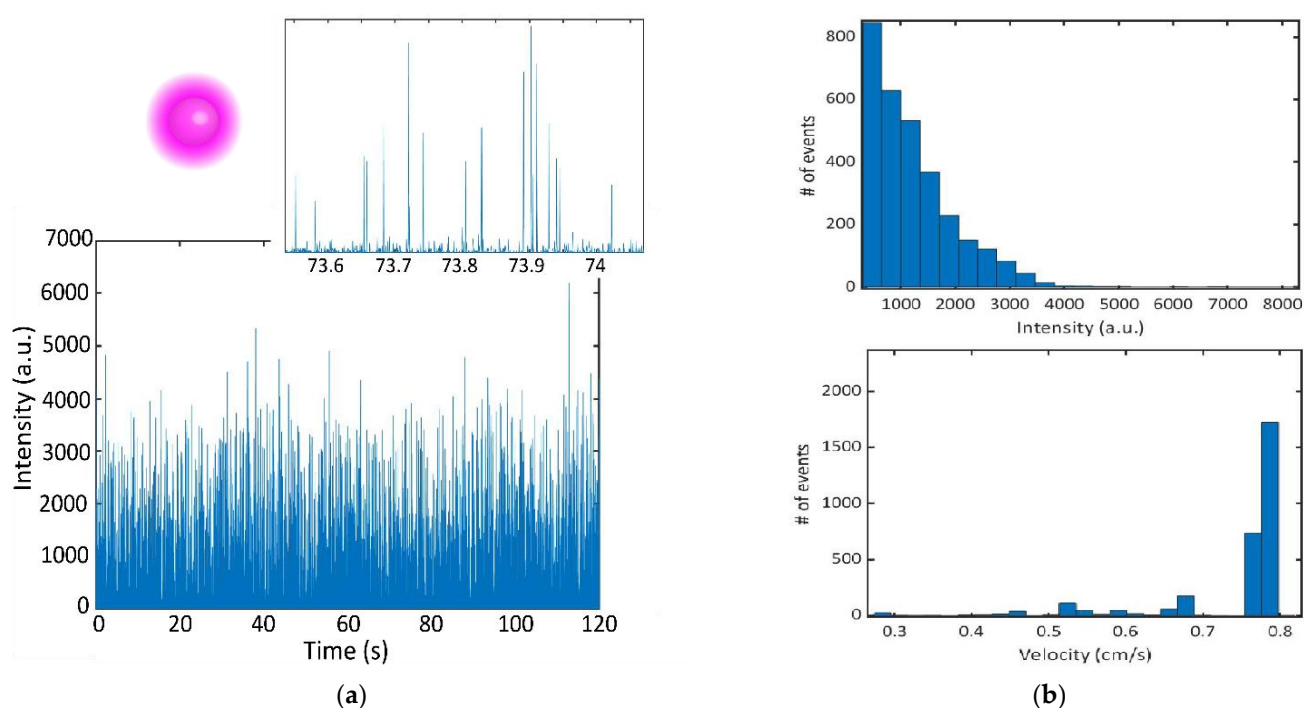 73.6 73.7 73.8 73.9 74
7000
6000
5000
4000
3000
2000
1000
0
Intensity (a.u.)
0 20 40 60 80 100 120
Time (s)
(a)
800
600
400
200
0
# of events
1000 2000 3000 4000 5000 6000 7000 8000
Intensity (a.u.)
2000
1500
1000
500
0
# of events
0.3 0.4 0.5 0.6 0.7 0.8
Velocity (cm/s)
(b)